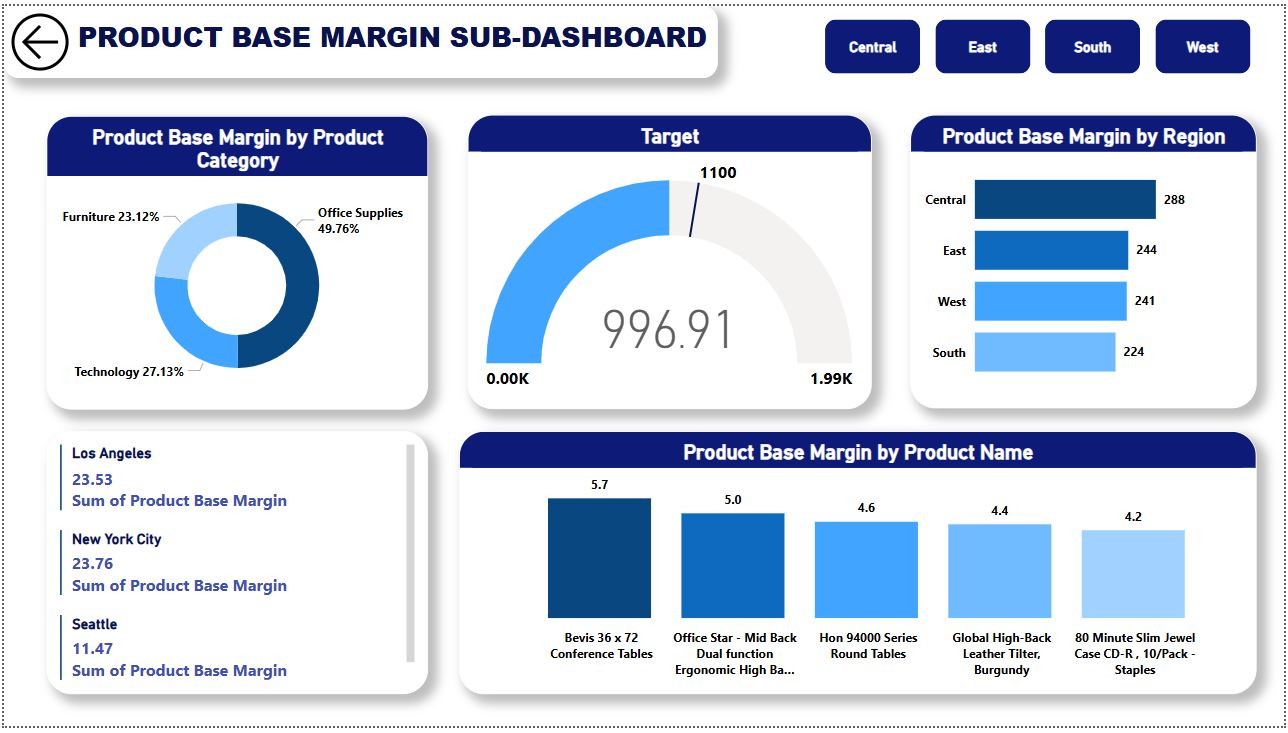 PRODUCT BASE MARGIN SUB-DASHBOARD
Central
East
South
West
Product Base Margin by Product
Category
Furniture 23.12%
Office Supplies
49.76%
Technology 27.13%
Target
1100
996.91
0.00K
1.99K
Product Base Margin by Region
Central
288
East
244
West
241
South
224
Los Angeles
23.53
Sum of Product Base Margin
New York City
23.76
Sum of Product Base Margin
Seattle
11.47
Sum of Product Base Margin
Product Base Margin by Product Name
5.7
5.0
4.6
4.4
4.2
Bevis 36 x 72
Conference Tables
Office Star - Mid Back
Dual function
Ergonomic High Ba...
Hon 94000 Series
Round Tables
Global High-Back
Leather Tilter,
Burgundy
80 Minute Slim Jewel
Case CD-R , 10/Pack -
Staples